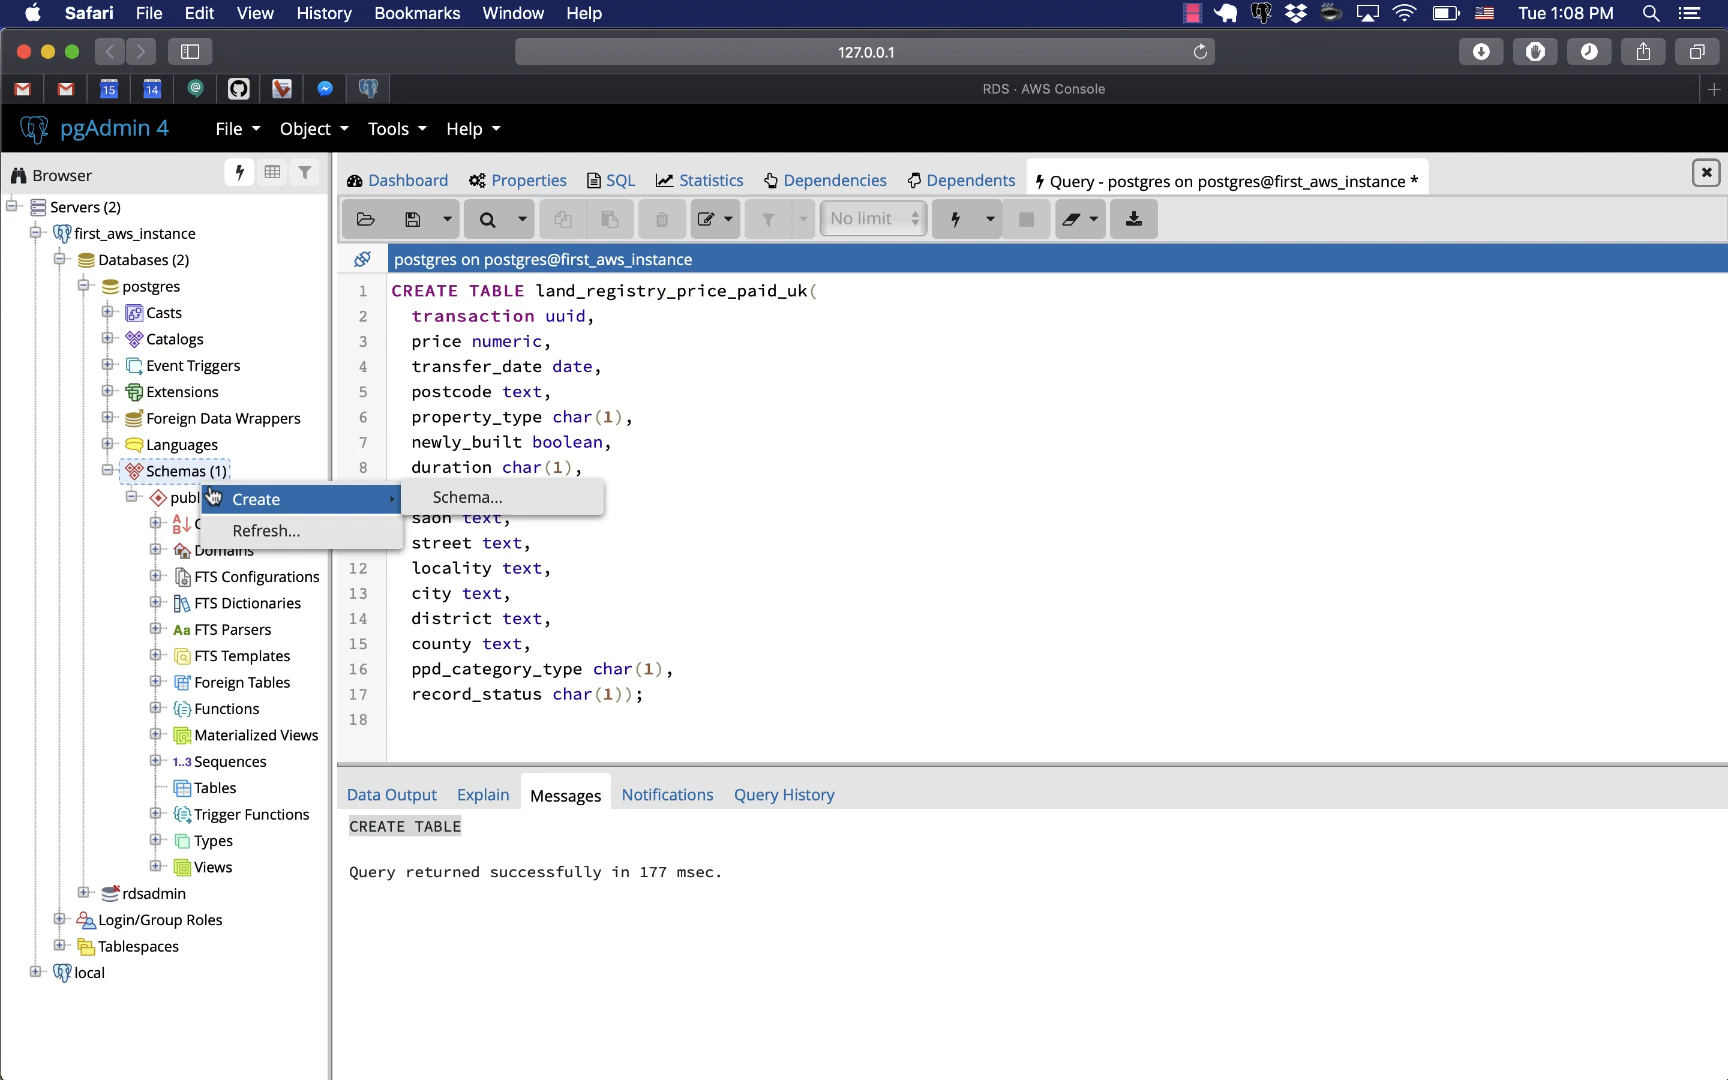 Safari File Edit View History Bookmarks Window Help Tue 1:08 PM
127.0.0.1
15 14 RDS · AWS Console
pgAdmin 4 File Object Tools Help
Browser
Dashboard Properties SQL Statistics Dependencies Dependents Query - postgres on postgres@first_aws_instance *
No limit
postgres on postgres@first_aws_instance
Servers (2)
first_aws_instance
Databases (2)
postgres
Casts
Catalogs
Event Triggers
Extensions
Foreign Data Wrappers
Languages
Schemas (1)
publ
Create
Schema...
Refresh...
Domains
FTS Configurations
FTS Dictionaries
Aa FTS Parsers
FTS Templates
Foreign Tables
Functions
Materialized Views
1..3 Sequences
Tables
Trigger Functions
Types
Views
rdsadmin
Login/Group Roles
Tablespaces
local
1 CREATE TABLE land_registry_price_paid_uk(
2 transaction uuid,
3 price numeric,
4 transfer_date date,
5 postcode text,
6 property_type char(1),
7 newly_built boolean,
8 duration char(1),
saon text,
street text,
12 locality text,
13 city text,
14 district text,
15 county text,
16 ppd_category_type char(1),
17 record_status char(1));
18
Data Output Explain Messages Notifications Query History
CREATE TABLE
Query returned successfully in 177 msec.